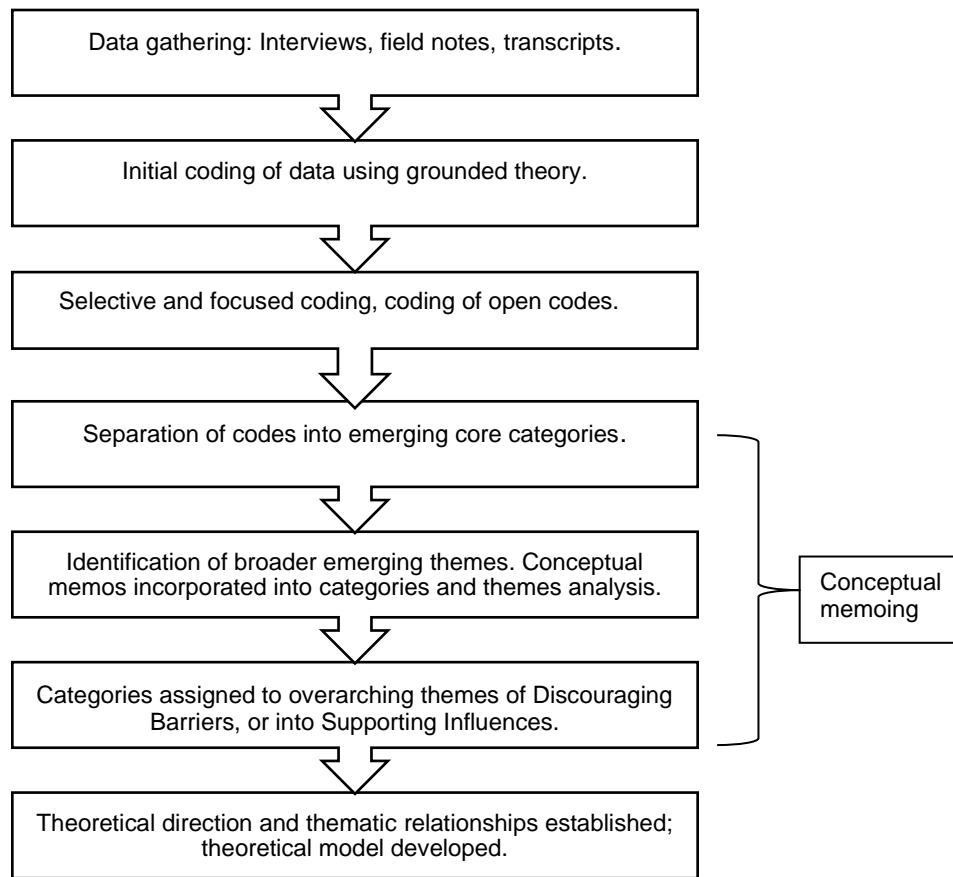 Data gathering: Interviews, field notes, transcripts.
Initial coding of data using grounded theory.
Selective and focused coding, coding of open codes.
Separation of codes into emerging core categories.
Identification of broader emerging themes. Conceptual
memos incorporated into categories and themes analysis.
Conceptual
memoing
Categories assigned to overarching themes of Discouraging
Barriers, or into Supporting Influences.
Theoretical direction and thematic relationships established;
theoretical model developed.